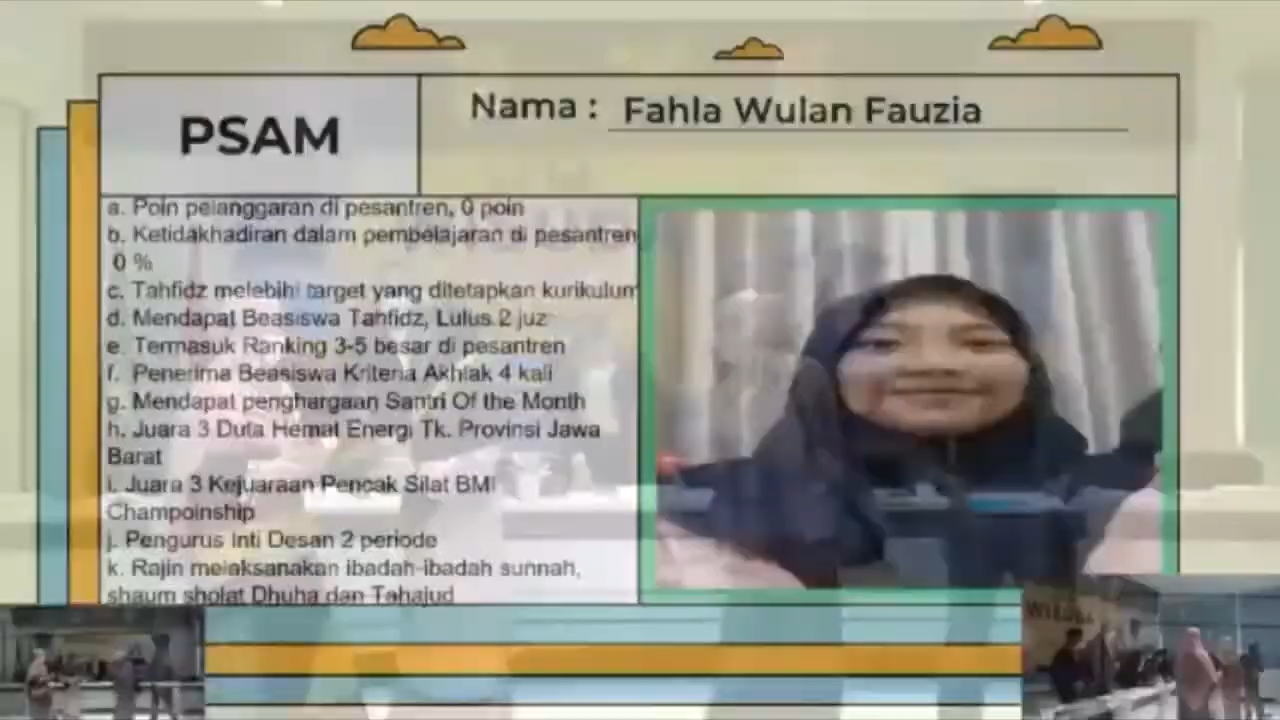 PSAM
Nama : Fahla Wulan Fauzia
a. Poin pelanggaran di pesantren, 0 poin
b. Ketidakhadiran dalam pembelajaran di pesantren
0 %
c. Tahfidz melebihi target yang ditetapkan kurikulum
d. Mendapat Beasiswa Tahfidz, Lulus 2 juz
e. Termasuk Ranking 3-5 besar di pesantren
f. Penerima Beasiswa Kriteria Akhlak 4 kali
g. Mendapat penghargaan Santri Of the Month
h. Juara 3 Duta Hemat Energi Tk. Provinsi Jawa
Barat
i. Juara 3 Kejuaraan Pencak Silat BMI
Champoinship
j. Pengurus Inti Desan 2 periode
k. Rajin melaksanakan ibadah-ibadah sunnah,
shaum sholat Dhuha dan Tahajud